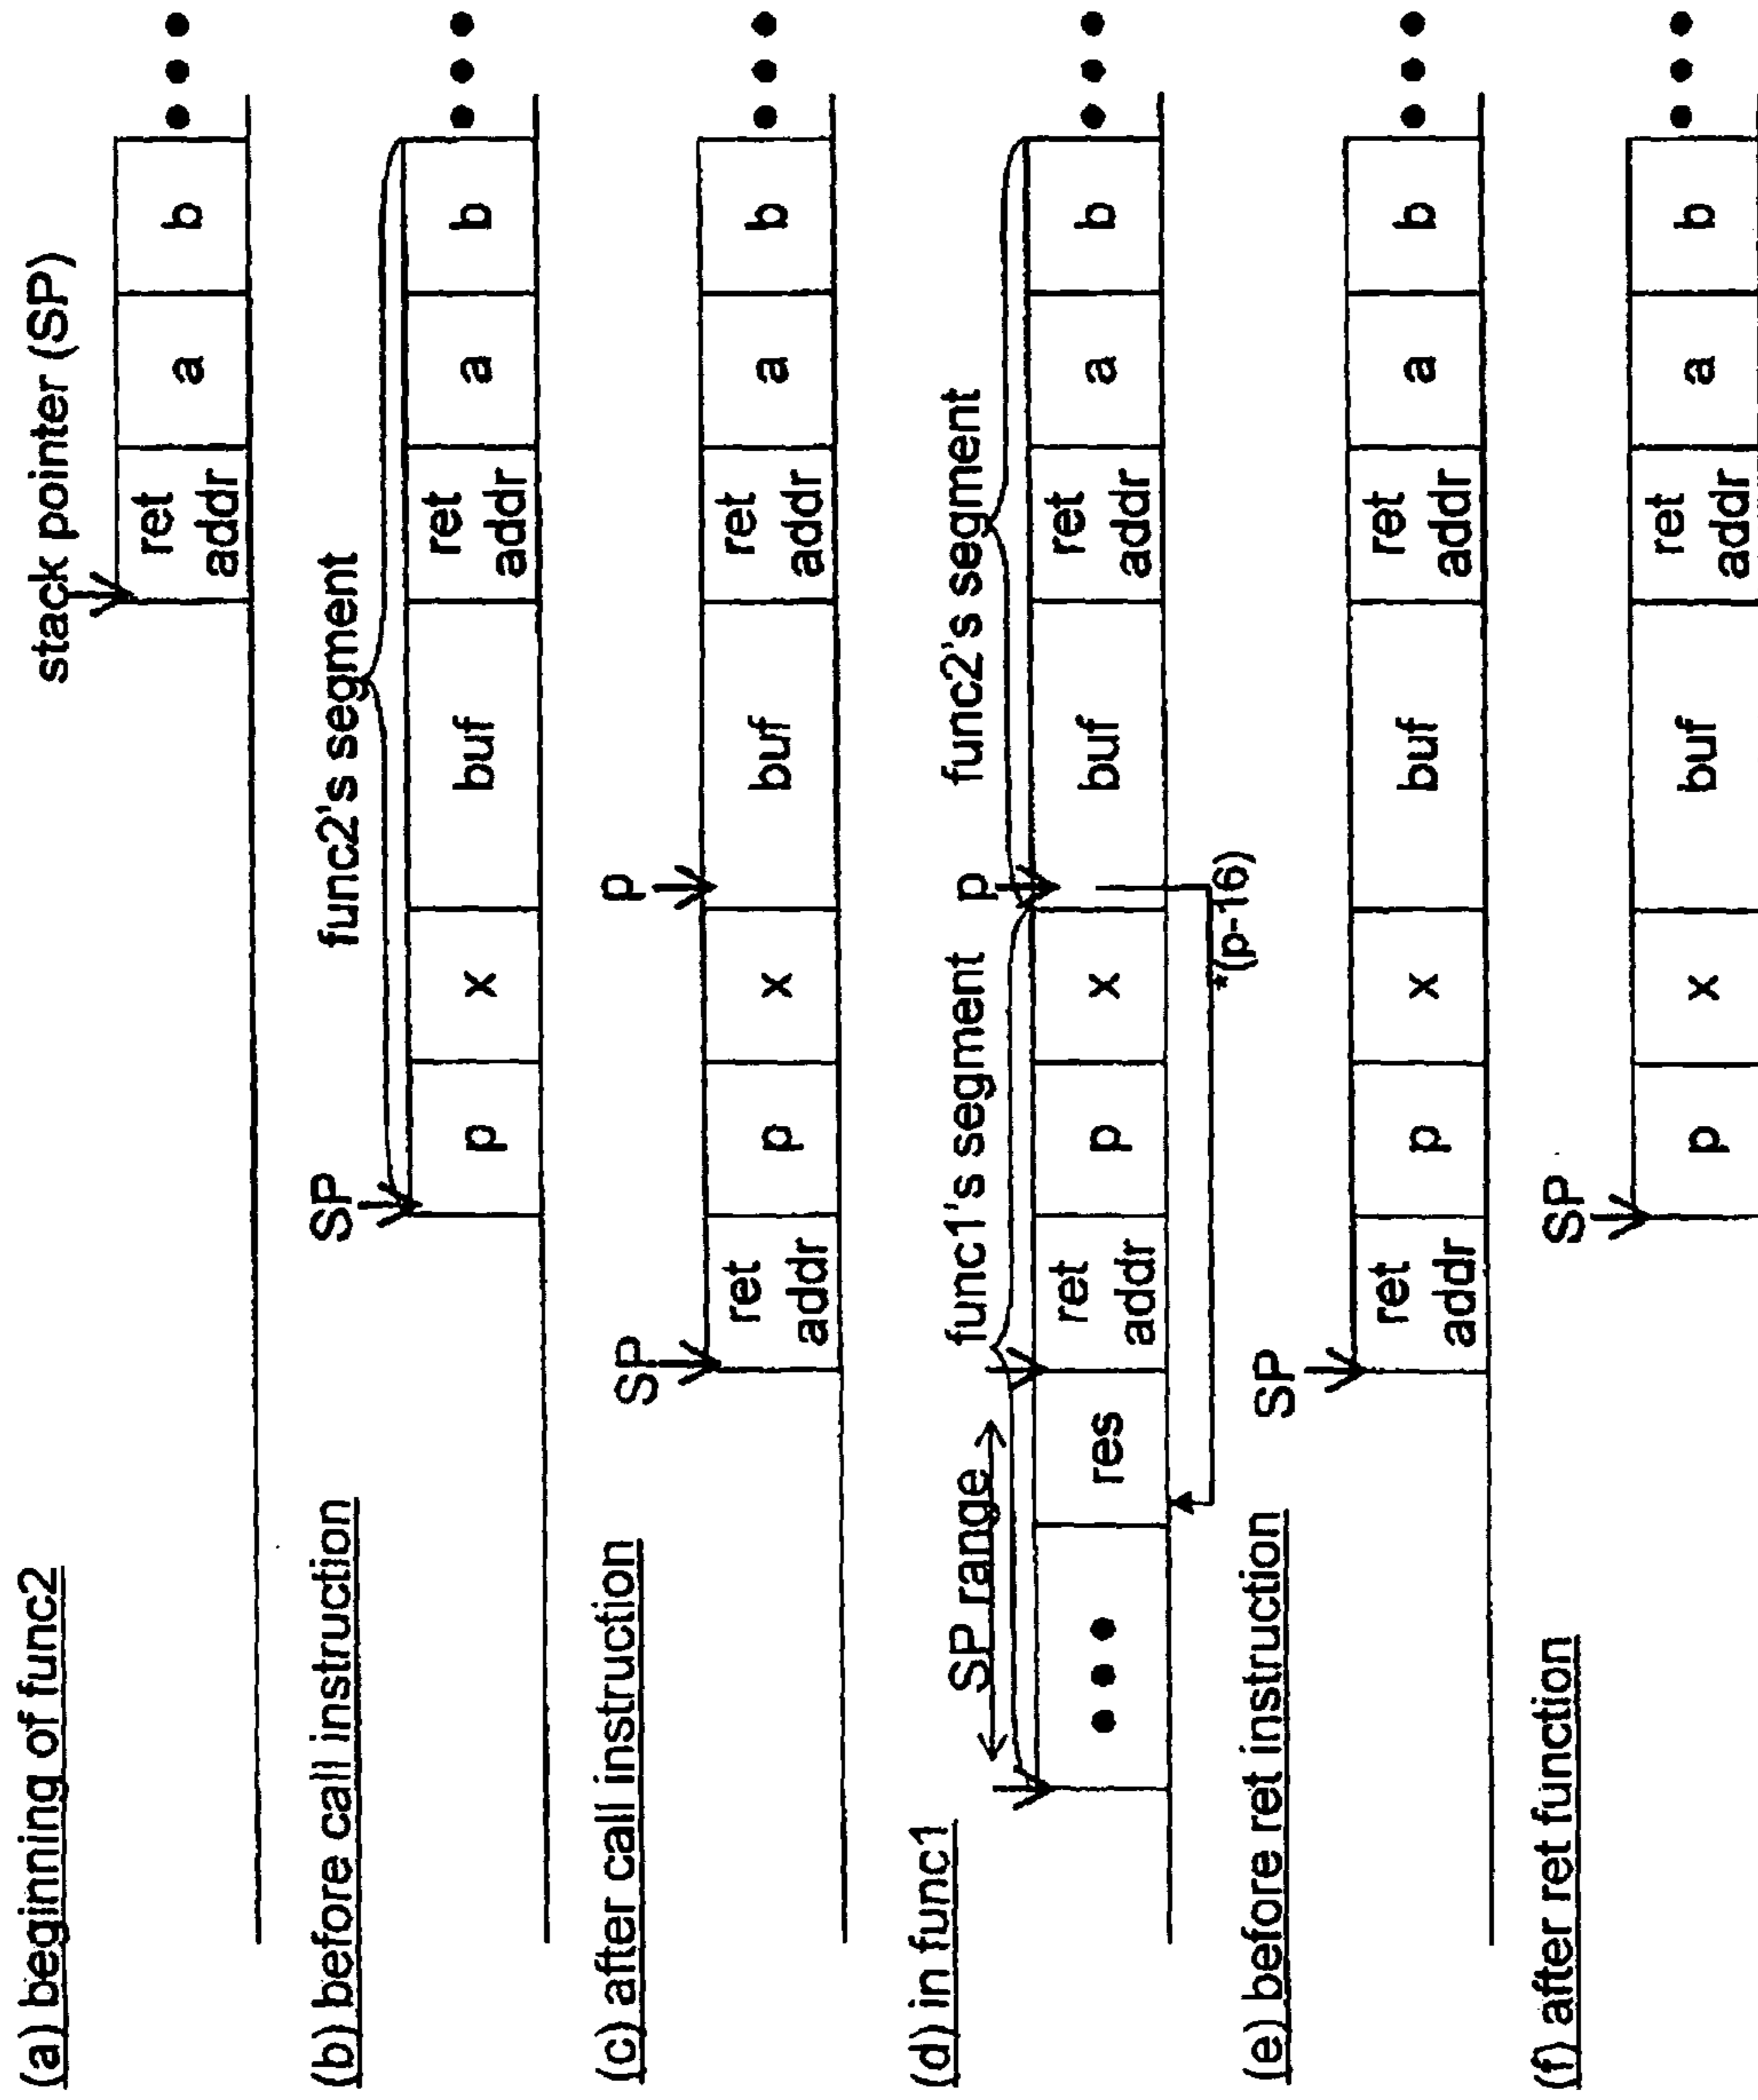 (a) beginning of func2
stack pointer (SP)
ret
addr
a
b
(b) before call instruction
func2's segment
SP
p
x
buf
ret
addr
a
b
(c) after call instruction
SP
p
ret
addr
p
x
buf
ret
addr
a
b
(d) in func1
SP range
func1's segment
p
func2's segment
res
ret
addr
p
x
buf
ret
addr
a
b
*(p-16)
(e) before ret instruction
SP
ret
addr
p
x
buf
ret
addr
a
b
(f) after ret function
SP
p
x
buf
ret
addr
a
b